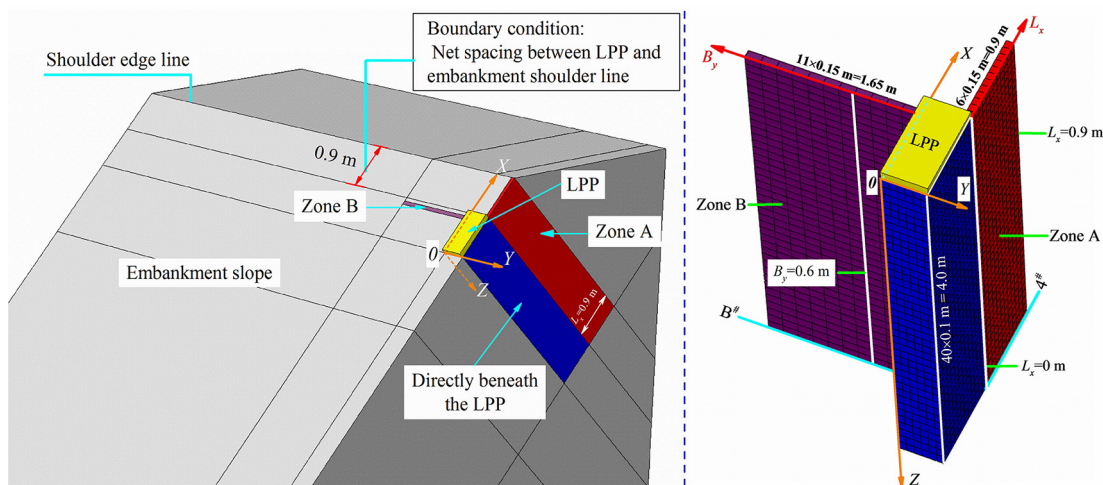 Boundary condition:
Net spacing between LPP and
embankment shoulder line
Shoulder edge line
0.9 m
X
LPP
Zone B
Zone A
0
Y
Z
Embankment slope
Lx=0.9 m
Directly beneath
the LPP
Lx
By
11×0.15 m=1.65 m
X
6×0.15 m=0.9 m
LPP
Lx=0.9 m
0
Y
Zone B
Zone A
By=0.6 m
40×0.1 m = 4.0 m
4#
B#
Lx=0 m
Z